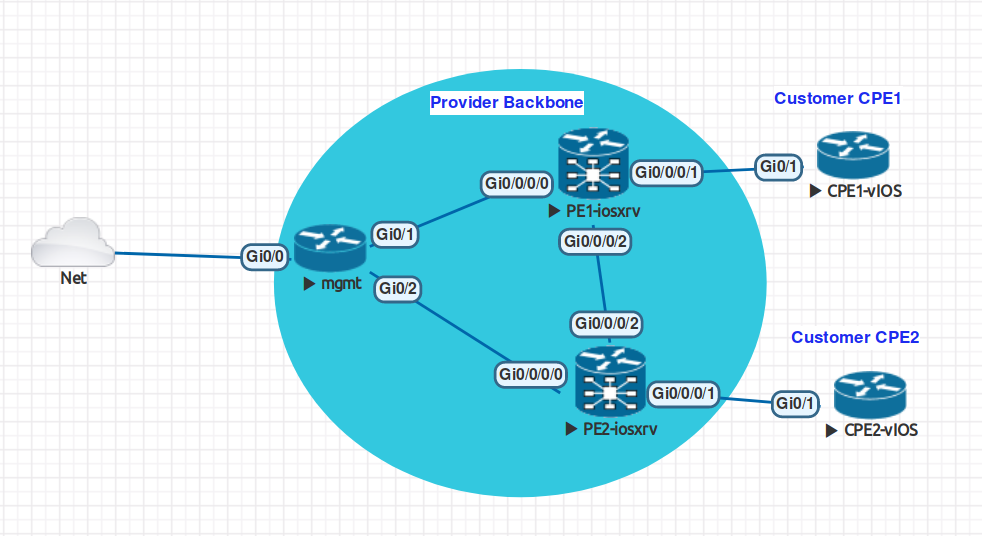 Customer CPE1
Provider Backbone
Gi0/1
Gi0/0/0/1
CPE1-vIOS
Gi0/0/0/0
PE1-iosxrv
Gi0/1
Gi0/0/0/2
Gi0/0
Net
mgmt
Gi0/2
Gi0/0/0/2
Customer CPE2
Gi0/0/0/0
Gi0/0/0/1
Gi0/1
PE2-iosxrv
CPE2-vIOS